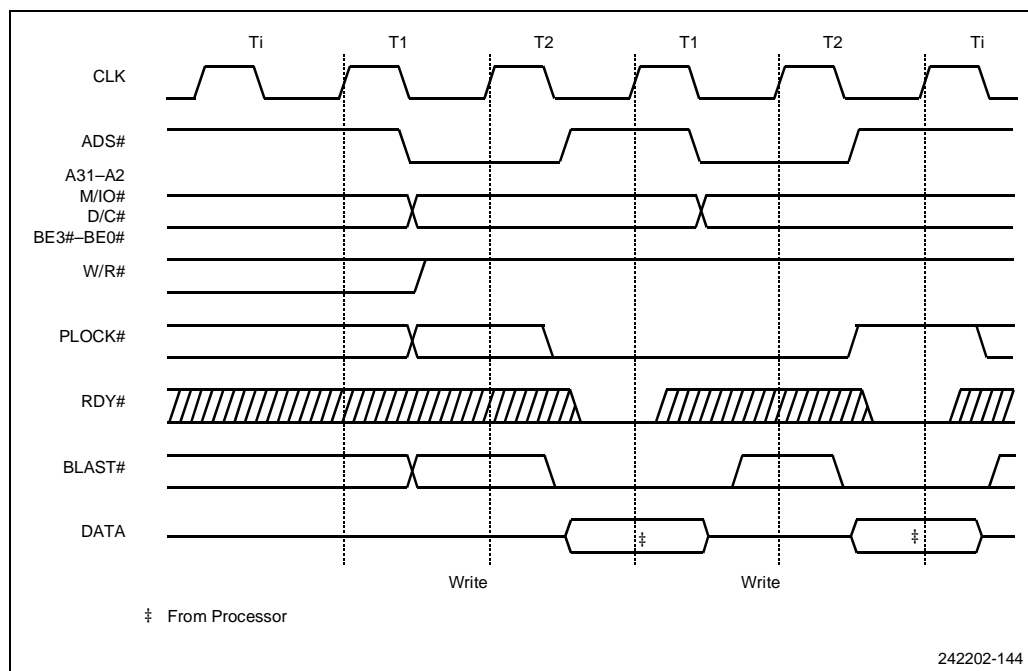 Ti T1 T2 T1 T2 Ti
CLK
ADS#
A31–A2
M/IO#
D/C#
BE3#–BE0#
W/R#
PLOCK#
RDY#
BLAST#
DATA
‡ ‡
Write Write
‡ From Processor
242202-144